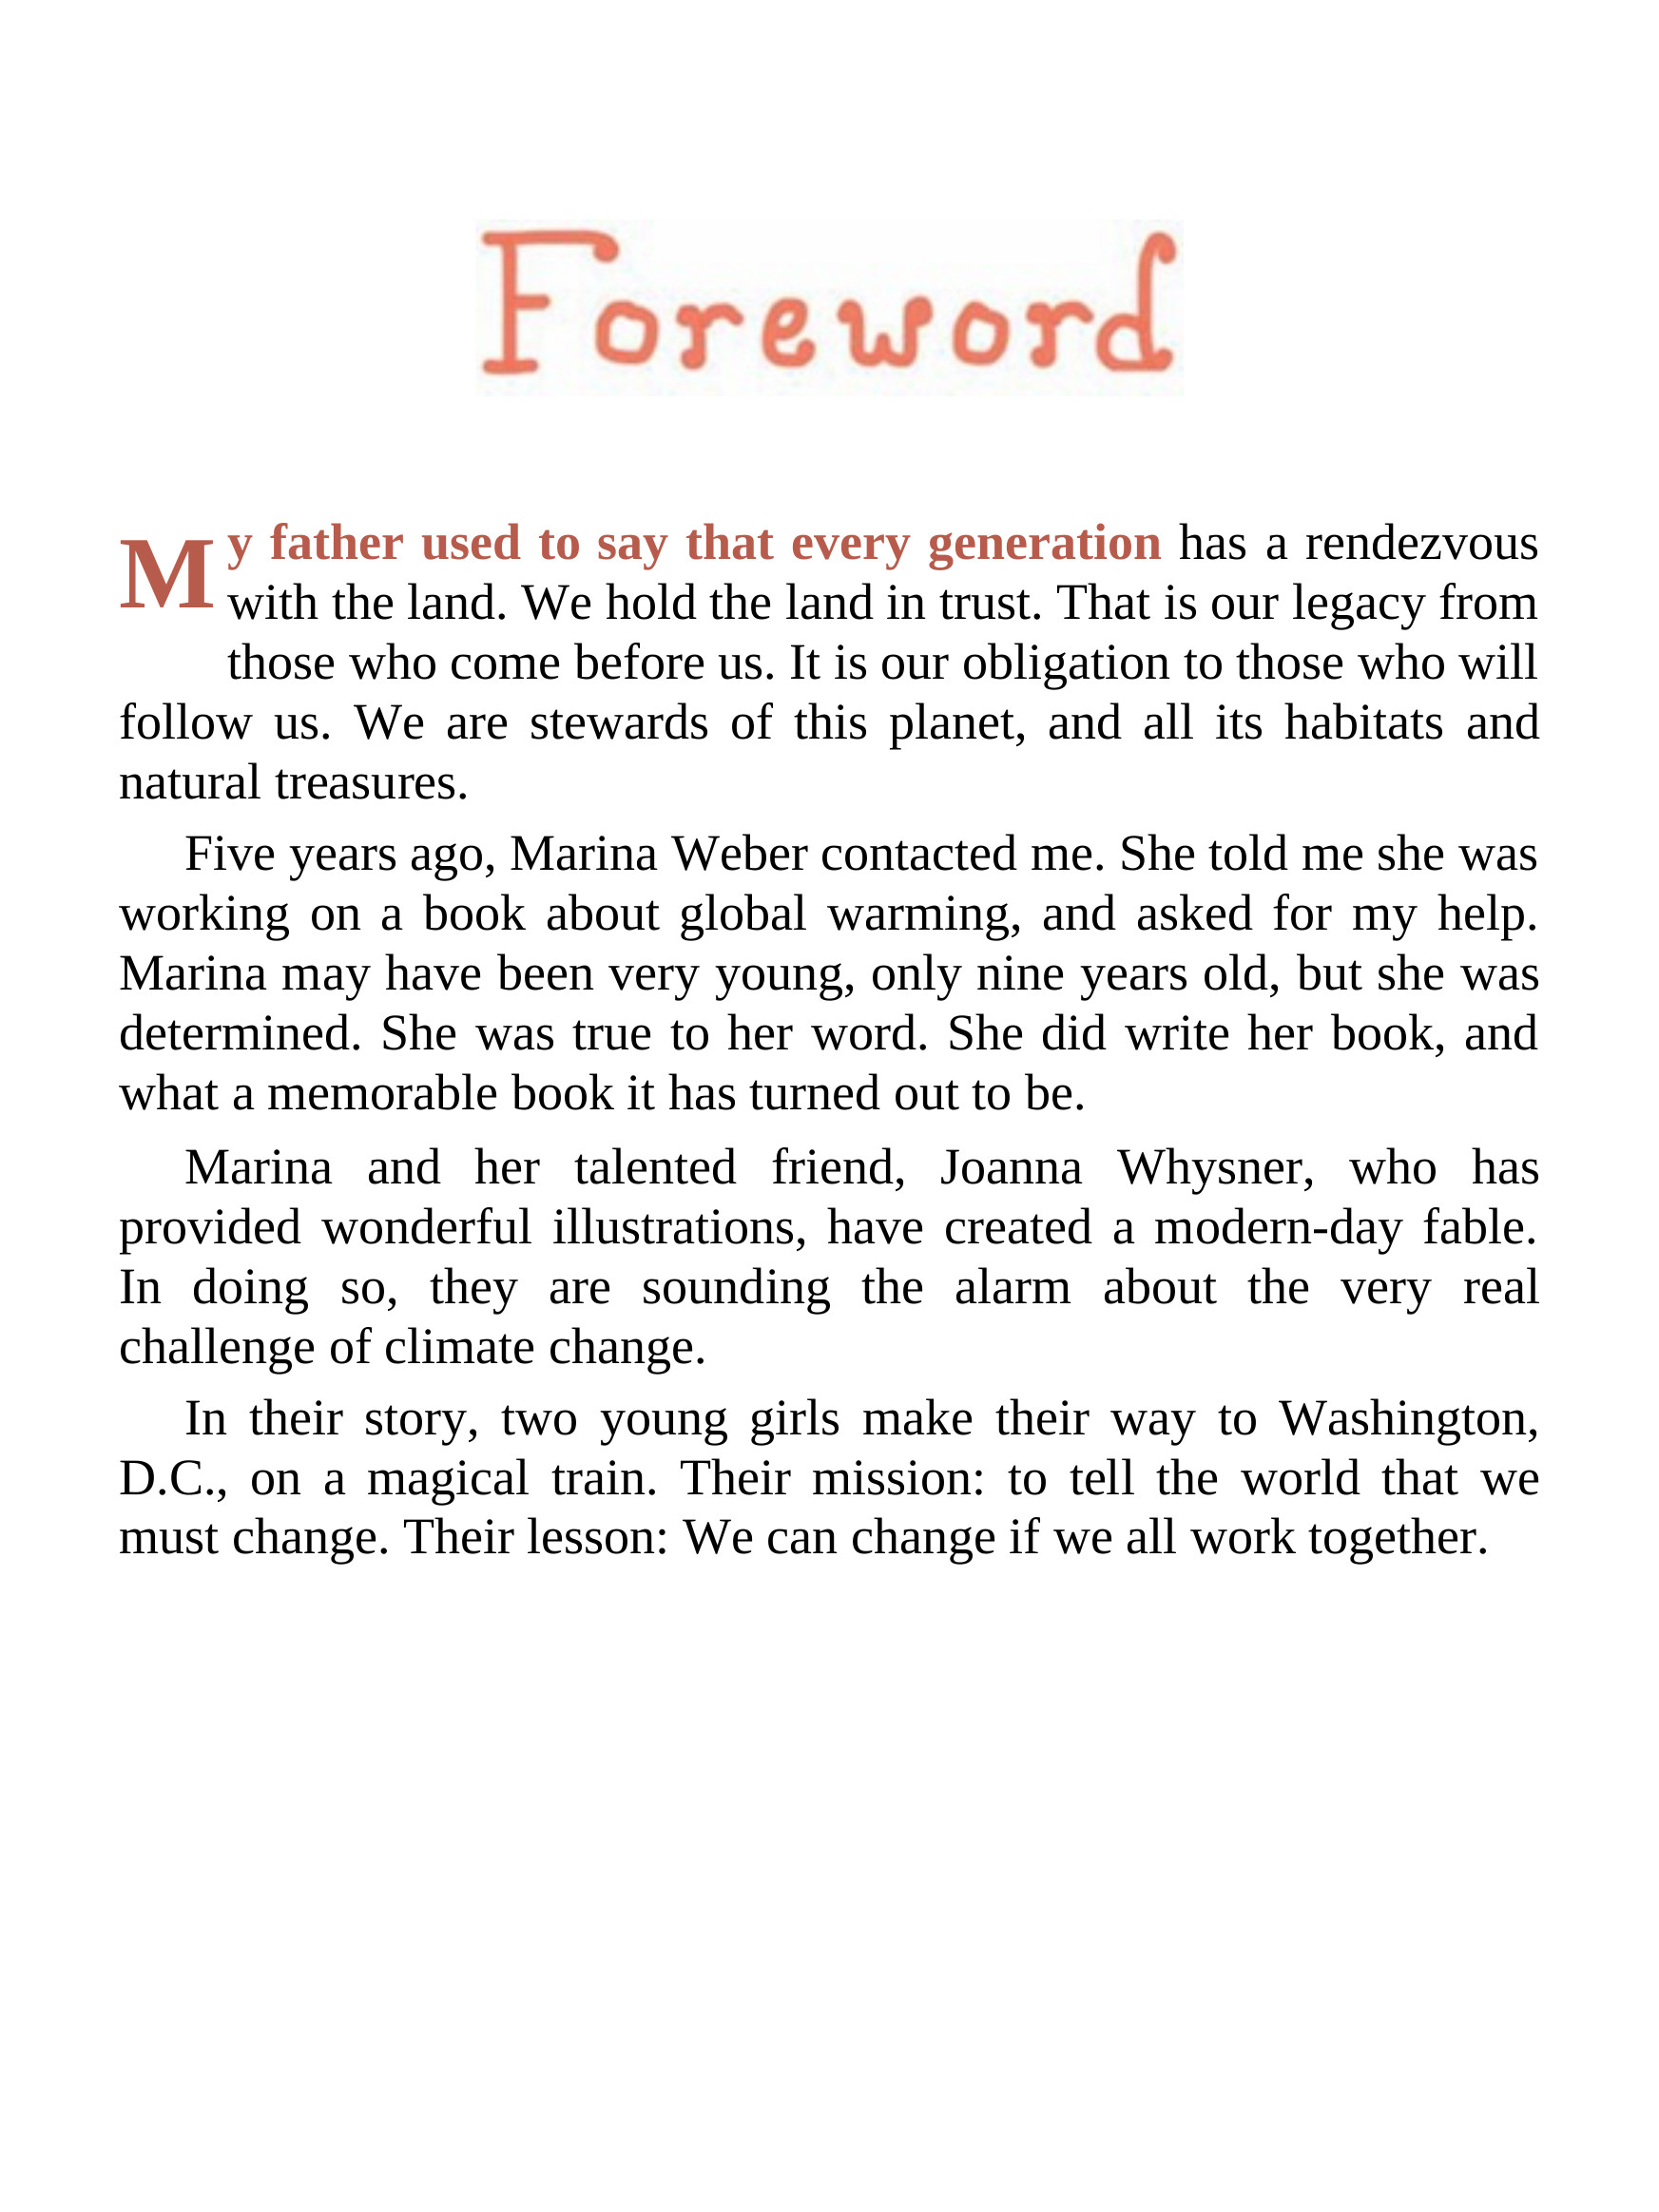 Foreword
My father used to say that every generation has a rendezvous
with the land. We hold the land in trust. That is our legacy from
those who come before us. It is our obligation to those who will
follow us. We are stewards of this planet, and all its habitats and
natural treasures.
Five years ago, Marina Weber contacted me. She told me she was
working on a book about global warming, and asked for my help.
Marina may have been very young, only nine years old, but she was
determined. She was true to her word. She did write her book, and
what a memorable book it has turned out to be.
Marina and her talented friend, Joanna Whysner, who has
provided wonderful illustrations, have created a modern-day fable.
In doing so, they are sounding the alarm about the very real
challenge of climate change.
In their story, two young girls make their way to Washington,
D.C., on a magical train. Their mission: to tell the world that we
must change. Their lesson: We can change if we all work together.